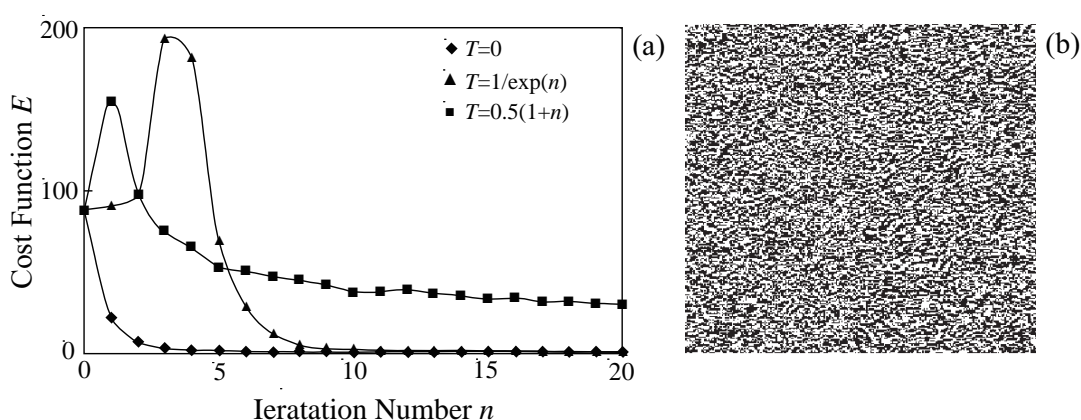 200
100
0
Cost Function E
T=0
T=1/exp(n)
T=0.5(1+n)
(a)
(b)
0
5
10
15
20
Ieratation Number n